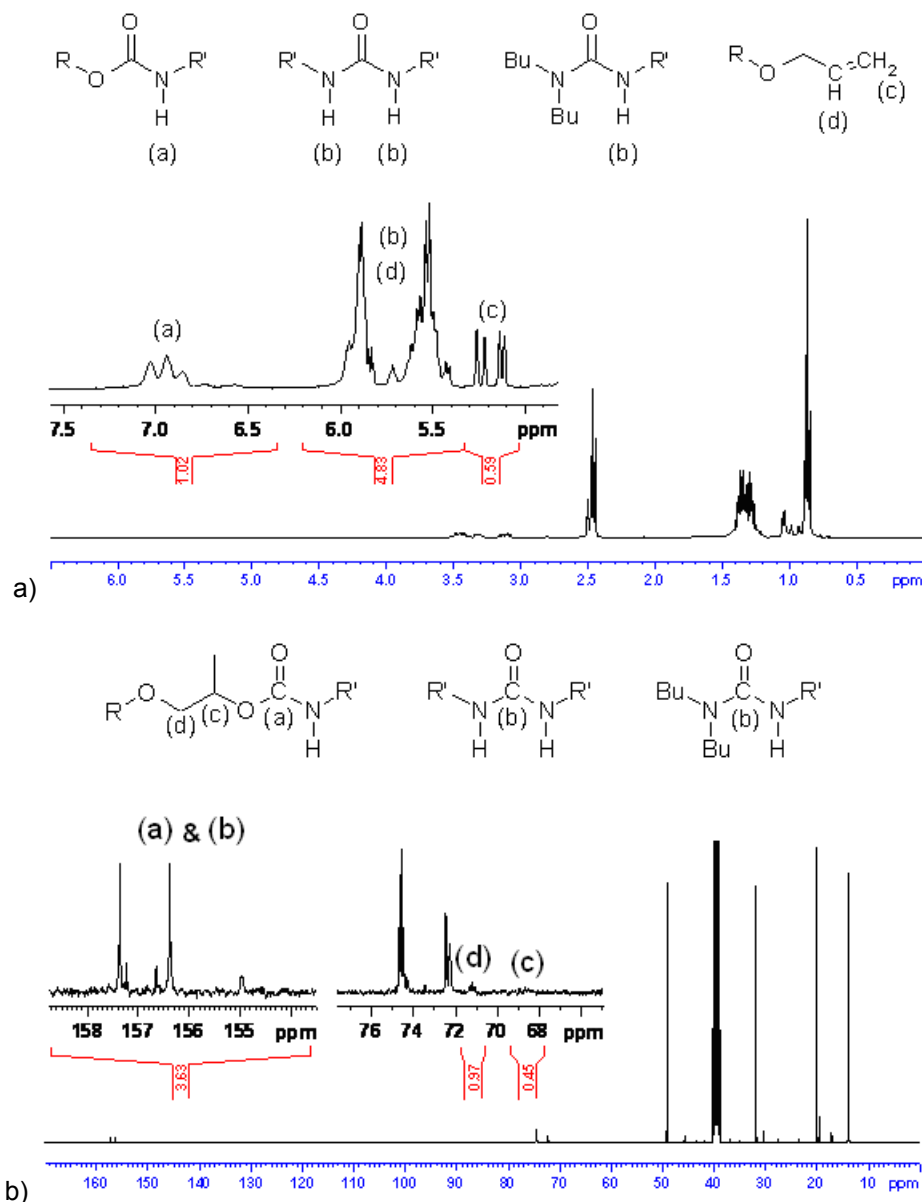 O O O
R O N R' R' N N R' Bu N N R' R O CH2
H H H Bu H H (c)
(a) (b) (b) (b) (d)
(b)
(d)
(a) (c)
7.5 7.0 6.5 6.0 5.5 ppm
1.02 4.83 0.59
6.0 5.5 5.0 4.5 4.0 3.5 3.0 2.5 2.0 1.5 1.0 0.5 ppm
a)
O O O
R O (d) (c) O C (a) N R' R' N C (b) N R' Bu N C (b) N R'
H H H Bu H
(a) & (b)
(d) (c)
158 157 156 155 ppm 76 74 72 70 68 ppm
3.63 0.97 0.45
160 150 140 130 120 110 100 90 80 70 60 50 40 30 20 10 ppm
b)